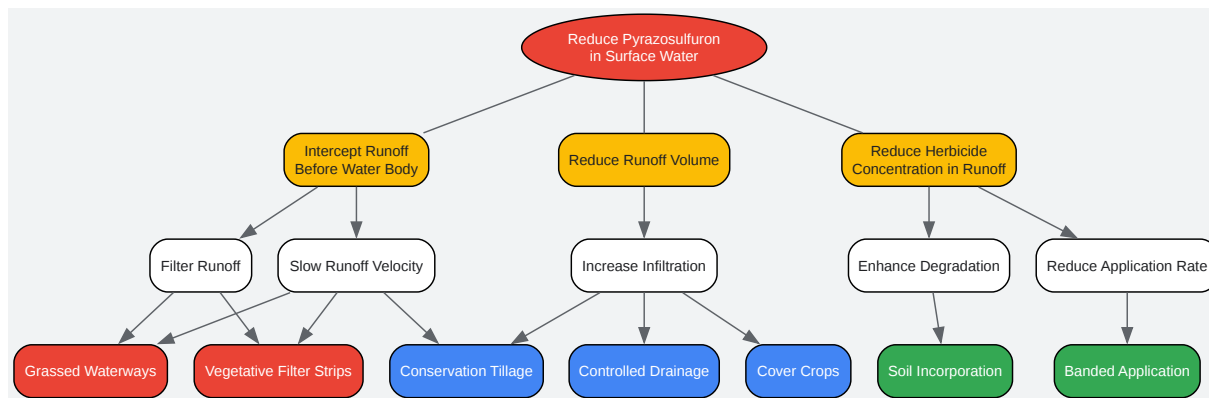 Reduce Pyrazosulfuron
in Surface Water
Intercept Runoff
Before Water Body
Reduce Runoff Volume
Reduce Herbicide
Concentration in Runoff
Filter Runoff
Slow Runoff Velocity
Increase Infiltration
Enhance Degradation
Reduce Application Rate
Grassed Waterways
Vegetative Filter Strips
Conservation Tillage
Controlled Drainage
Cover Crops
Soil Incorporation
Banded Application